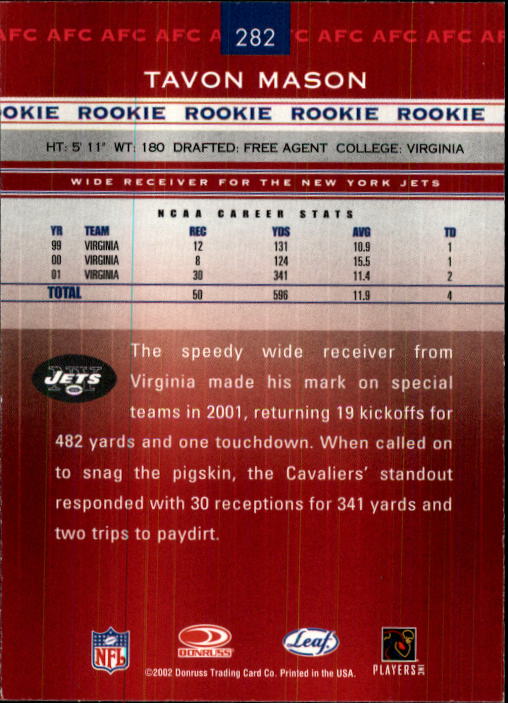 AFC AFC AFC AFC A 282 C AFC AFC AFC AF
TAVON MASON
OOKIE ROOKIE ROOKIE ROOKIE ROOKIE
HT: 5' 11" WT: 180 DRAFTED: FREE AGENT COLLEGE: VIRGINIA
WIDE RECEIVER FOR THE NEW YORK JETS
NCAA CAREER STATS
YR TEAM REC YDS AVG TD
99 VIRGINIA 12 131 10.9 1
00 VIRGINIA 8 124 15.5 1
01 VIRGINIA 30 341 11.4 2
TOTAL 50 596 11.9 4
The speedy wide receiver from
Virginia made his mark on special
teams in 2001, returning 19 kickoffs for
482 yards and one touchdown. When called on
to snag the pigskin, the Cavaliers' standout
responded with 30 receptions for 341 yards and
two trips to paydirt.
NY JETS
NFL
DONRUSS
Leaf
PLAYERS INC
©2002 Donruss Trading Card Co. Printed in the USA.